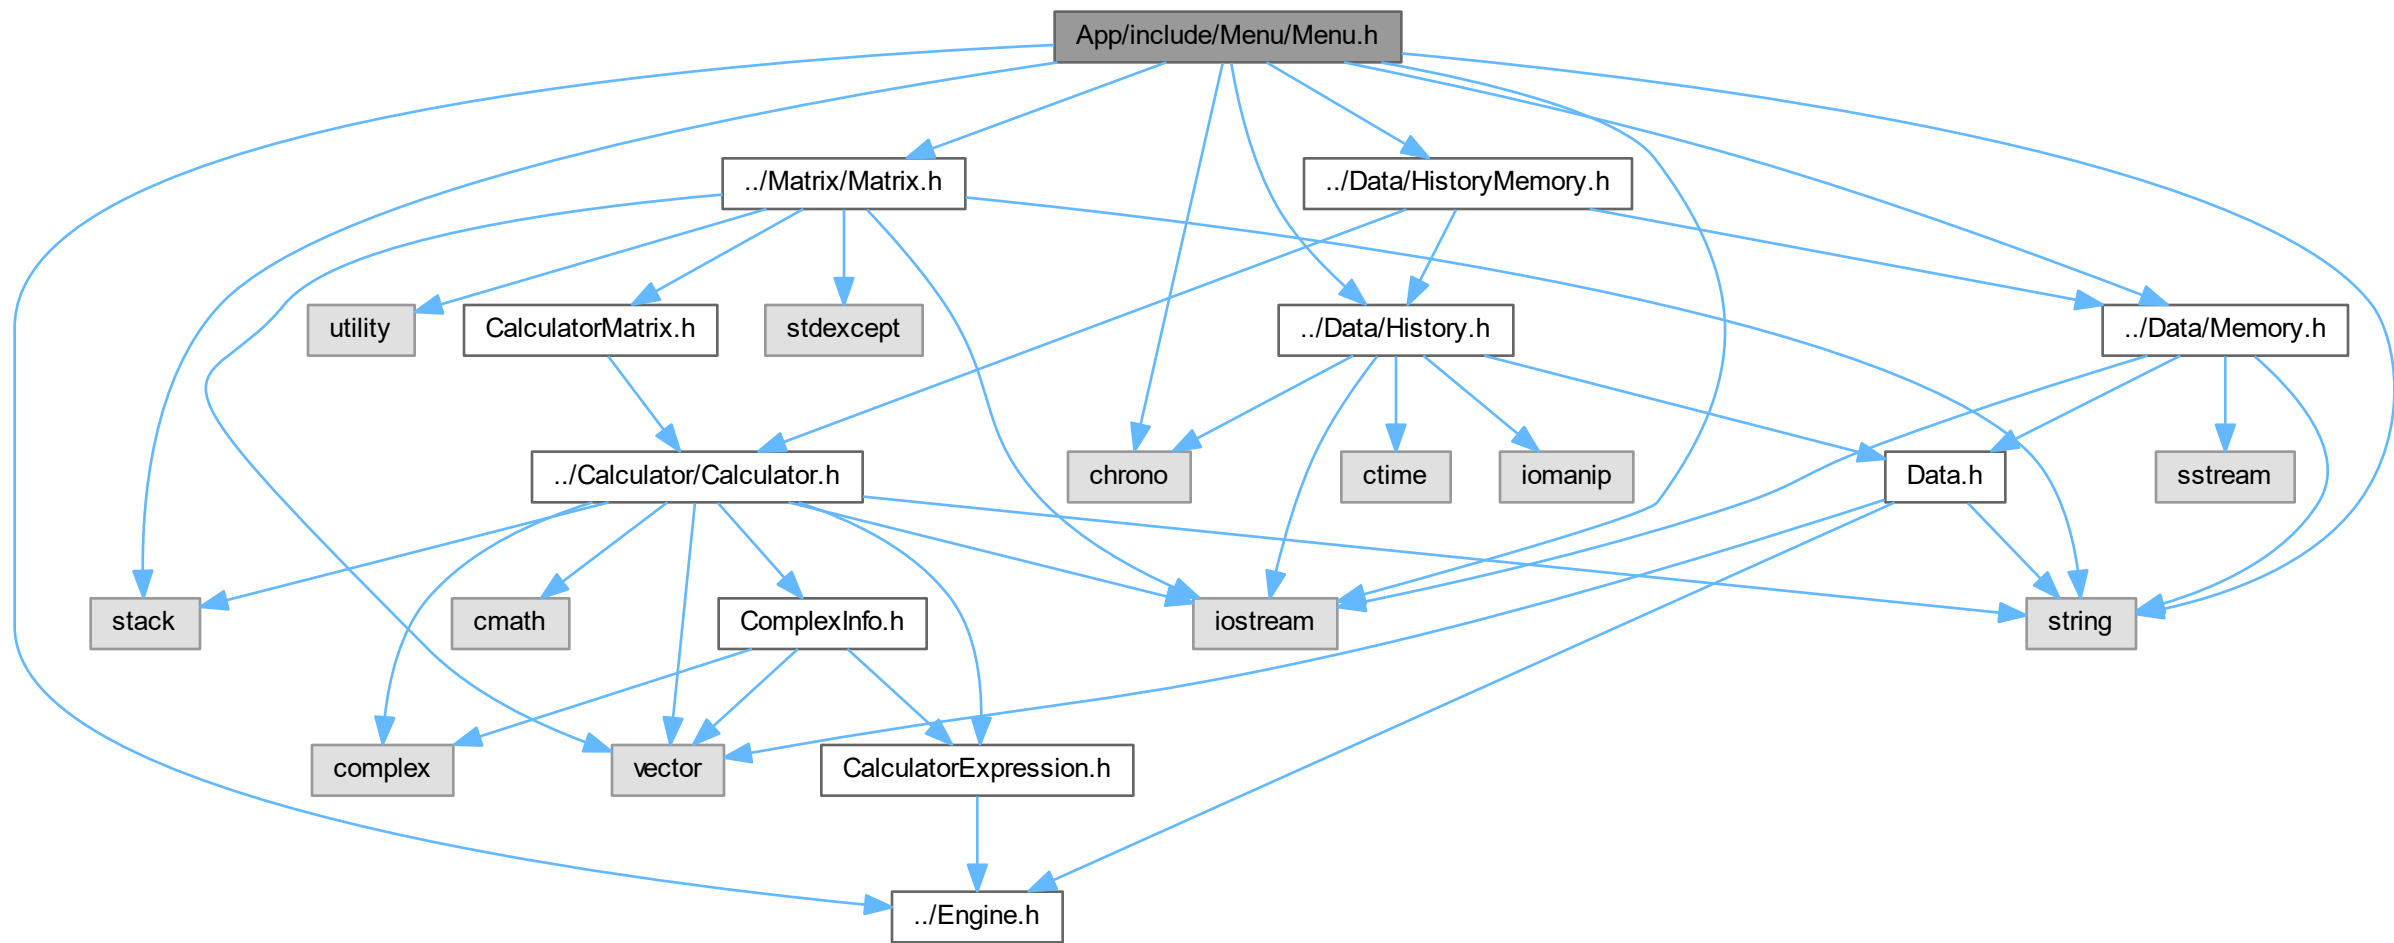 App/include/Menu/Menu.h
../Matrix/Matrix.h
../Data/HistoryMemory.h
utility
CalculatorMatrix.h
stdexcept
../Data/History.h
../Data/Memory.h
../Calculator/Calculator.h
chrono
ctime
iomanip
Data.h
sstream
stack
cmath
ComplexInfo.h
iostream
string
complex
vector
CalculatorExpression.h
../Engine.h